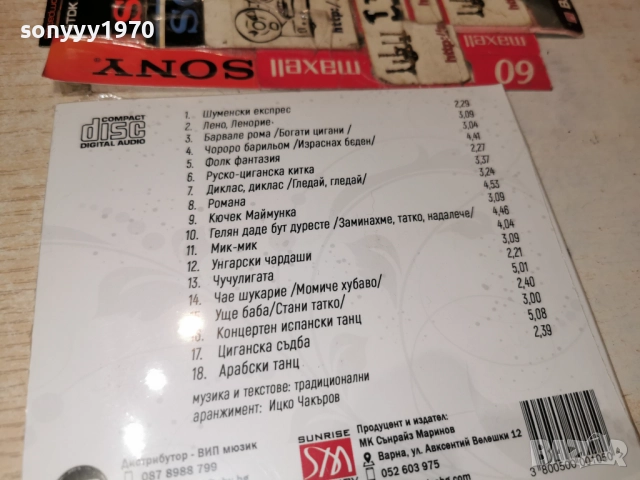 sonyyy1970
maxell
SONY
maxell
60
COMPACT
disc
DIGITAL AUDIO
1. Шуменски експрес 2,29
2. Лено, Ленорие 3,09
3. Барвале рома /Богати цигани / 3,04
4. Чороро барильом /Израснах беден/ 4,41
5. Фолк фантазия 2,27
6. Руско-циганска китка 3,37
7. Диклас, диклас /Гледай, гледай/ 3,24
8. Романа 4,53
9. Кючек Маймунка 3,09
10. Гелян даде бут дуресте /Заминахме, татко, надалече/ 4,46
11. Мик-мик 4,04
12. Унгарски чардаши 3,09
13. Чучулигата 2,21
14. Чае шукарие /Момиче хубаво/ 5,01
15. Уще баба/Стани татко/ 2,40
16. Концертен испански танц 3,00
17. Циганска съдба 5,08
18. Арабски танц 2,39
музика и текстове: традиционални
аранжимент: Ицко Чакъров
Дистрибутор - ВИП мюзик
087 8988 799
SUNRISE
Продуцент и издател:
МК Сънрайз Маринов
Варна, ул. Авксентий Велешки 12
052 603 975